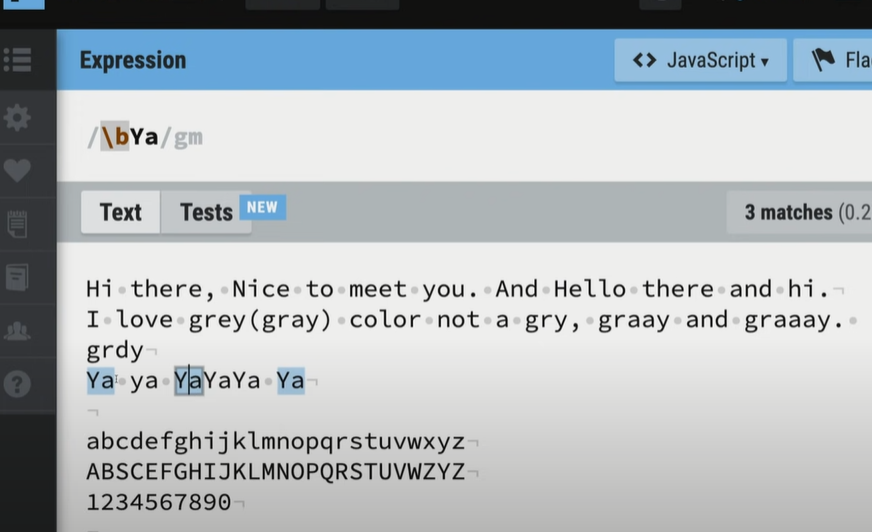 Expression
<> JavaScript ▾
/\bYa/gm
Text
Tests
NEW
3 matches (0.2
Hi there, Nice to meet you. And Hello there and hi.
I love grey(gray) color not a gry, graay and graaay.
grdy
Ya ya YaYaYa Ya
abcdefghijklmnopqrstuvwxyz
ABSCEFGHIJKLMNOPQRSTUVWZYZ
1234567890